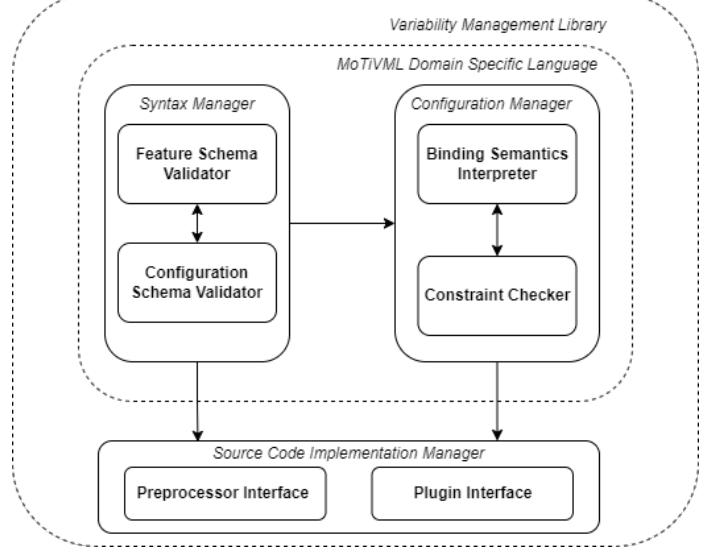 Variability Management Library
MoTiVML Domain Specific Language
Syntax Manager
Feature Schema
Validator
Configuration
Schema Validator
Configuration Manager
Binding Semantics
Interpreter
Constraint Checker
Source Code Implementation Manager
Preprocessor Interface
Plugin Interface